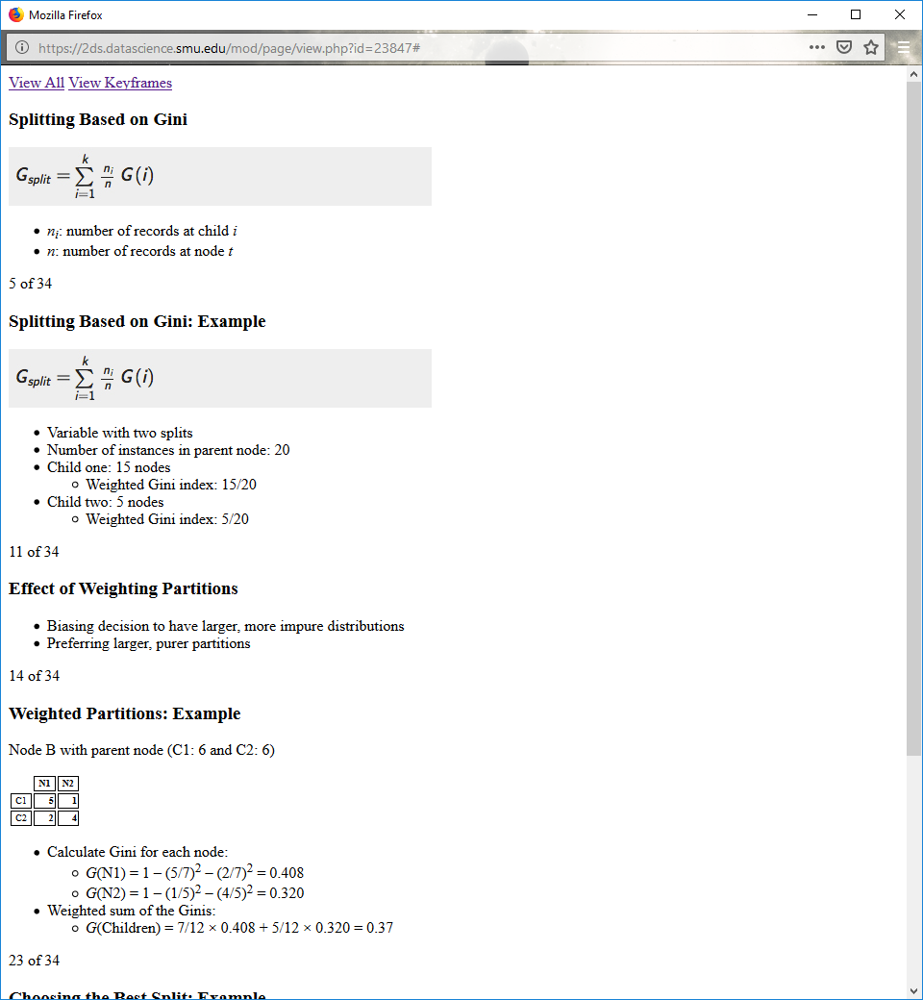 Mozilla Firefox
https://2ds.datascience.smu.edu/mod/page/view.php?id=23847#
View All View Keyframes
Splitting Based on Gini
G_split = ∑_{i=1}^{k} n_i/n G(i)
• n_i: number of records at child i
• n: number of records at node t
5 of 34
Splitting Based on Gini: Example
G_split = ∑_{i=1}^{k} n_i/n G(i)
• Variable with two splits
• Number of instances in parent node: 20
• Child one: 15 nodes
◦ Weighted Gini index: 15/20
• Child two: 5 nodes
◦ Weighted Gini index: 5/20
11 of 34
Effect of Weighting Partitions
• Biasing decision to have larger, more impure distributions
• Preferring larger, purer partitions
14 of 34
Weighted Partitions: Example
Node B with parent node (C1: 6 and C2: 6)
N1 N2
C1 5 1
C2 2 4
• Calculate Gini for each node:
◦ G(N1) = 1 – (5/7)² – (2/7)² = 0.408
◦ G(N2) = 1 – (1/5)² – (4/5)² = 0.320
• Weighted sum of the Ginis:
◦ G(Children) = 7/12 × 0.408 + 5/12 × 0.320 = 0.37
23 of 34
Choosing the Best Split: Example